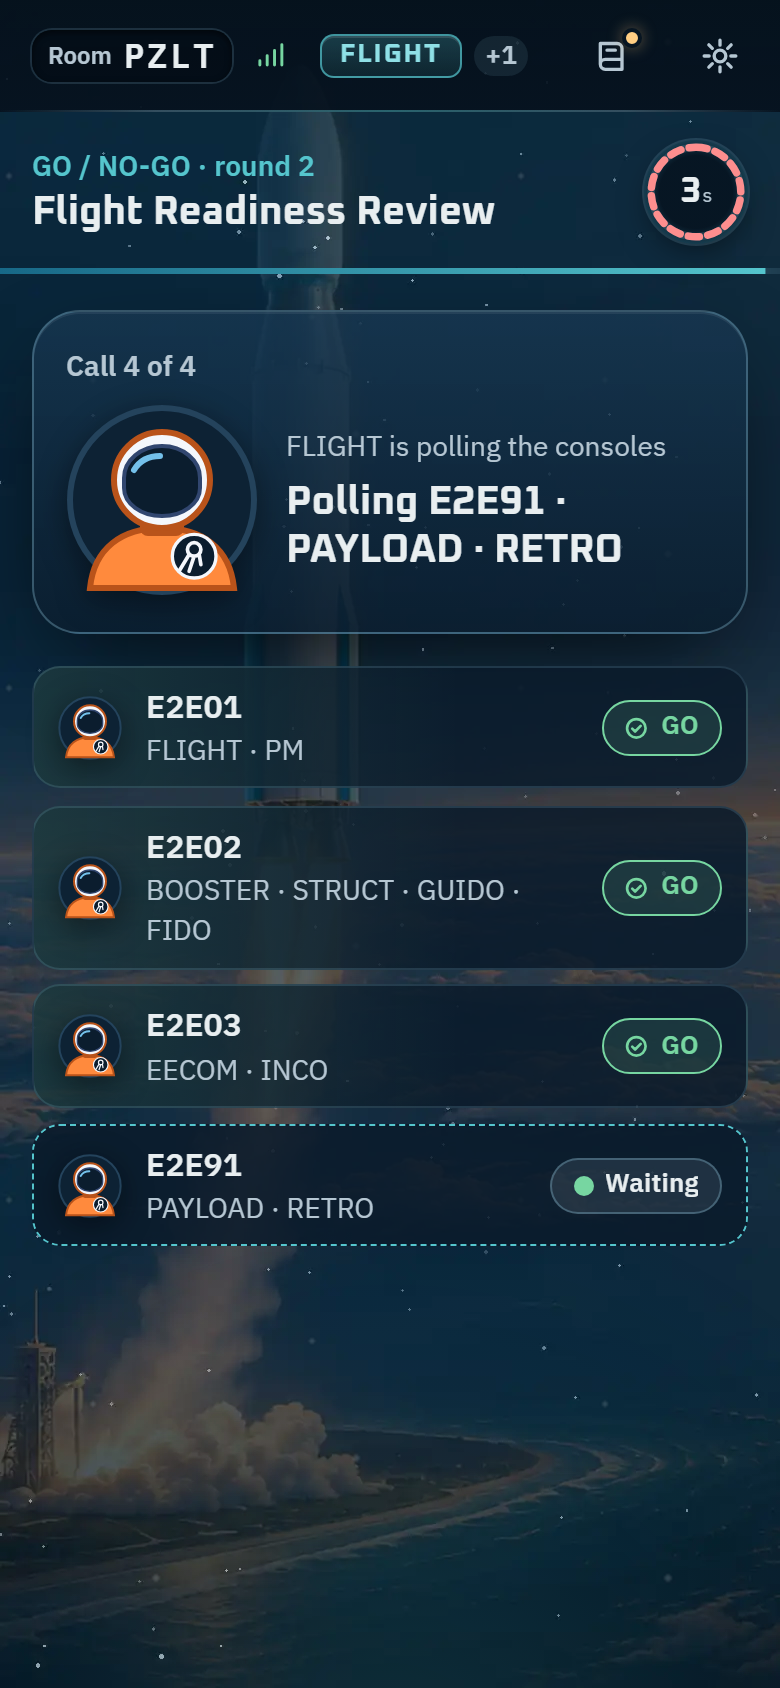 Room PZLT
FLIGHT
+1
GO / NO-GO · round 2
Flight Readiness Review
3s
Call 4 of 4
FLIGHT is polling the consoles
Polling E2E91 ·
PAYLOAD · RETRO
E2E01
FLIGHT · PM
GO
E2E02
BOOSTER · STRUCT · GUIDO ·
FIDO
GO
E2E03
EECOM · INCO
GO
E2E91
PAYLOAD · RETRO
Waiting